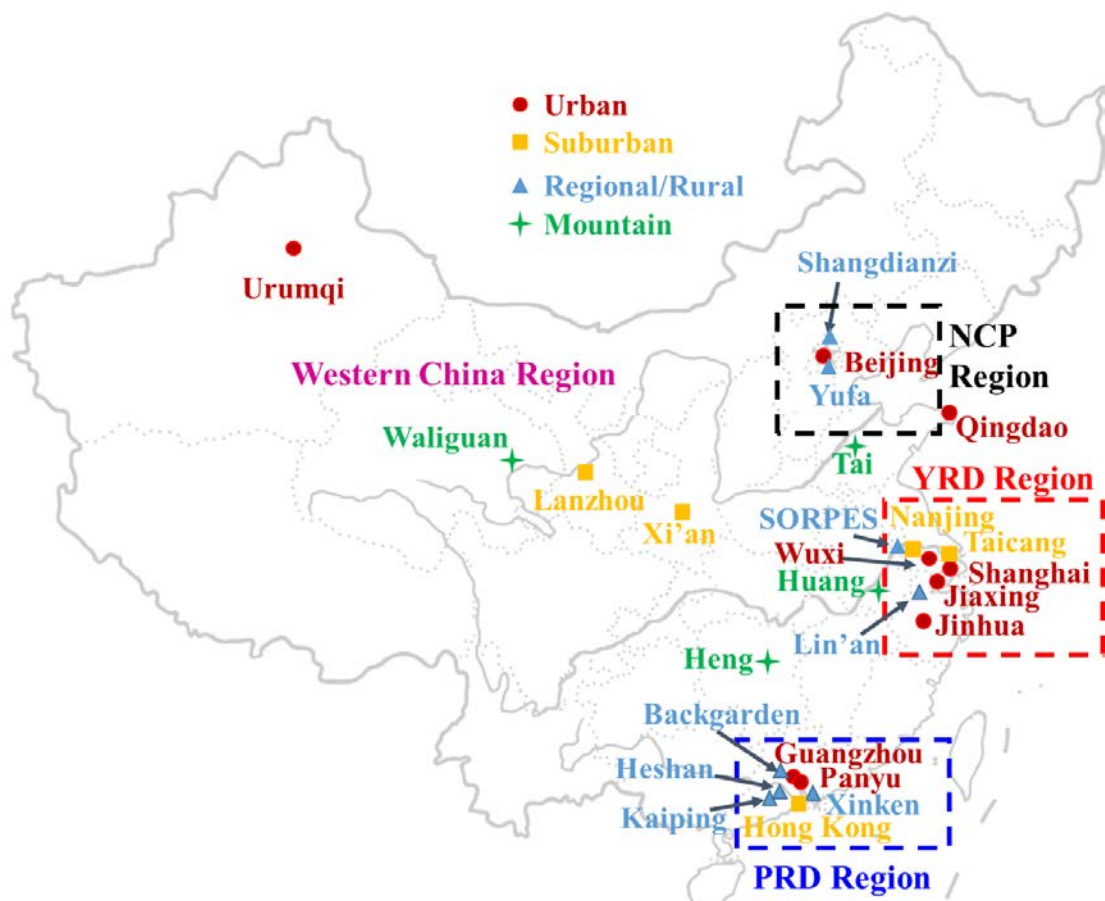 Urban
Suburban
Regional/Rural
Mountain
Urumqi
Shangdianzi
NCP
Region
Beijing
Yufa
Western China Region
Qingdao
Waliguan
Tai
Lanzhou
YRD Region
Xi'an
SORPES
Nanjing
Taicang
Wuxi
Shanghai
Huang
Jiaxing
Jinhua
Lin'an
Heng
Backgarden
Guangzhou
Heshan
Panyu
Kaiping
Xinken
Hong Kong
PRD Region